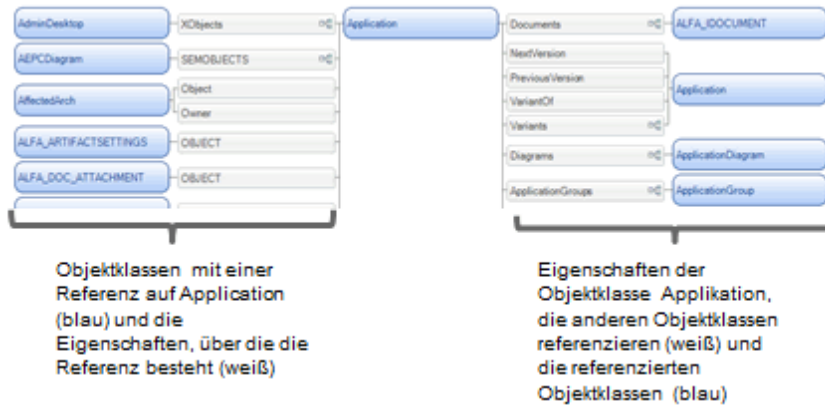 AdminDesktop
XObjects
Application
Documents
ALFA_IDOCUMENT
AEPCDiagram
SEMOBJECTS
NextVersion
PreviousVersion
Application
AffectedArch
Object
Owner
VariantOf
Variants
ALFA_ARTIFACTSETTINGS
OBJECT
Diagrams
ApplicationDiagram
ALFA_DOC_ATTACHMENT
OBJECT
ApplicationGroups
ApplicationGroup
Objektklassen mit einer
Referenz auf Application
(blau) und die
Eigenschaften, über die die
Referenz besteht (weiß)
Eigenschaften der
Objektklasse Applikation,
die anderen Objektklassen
referenzieren (weiß) und
die referenzierten
Objektklassen (blau)